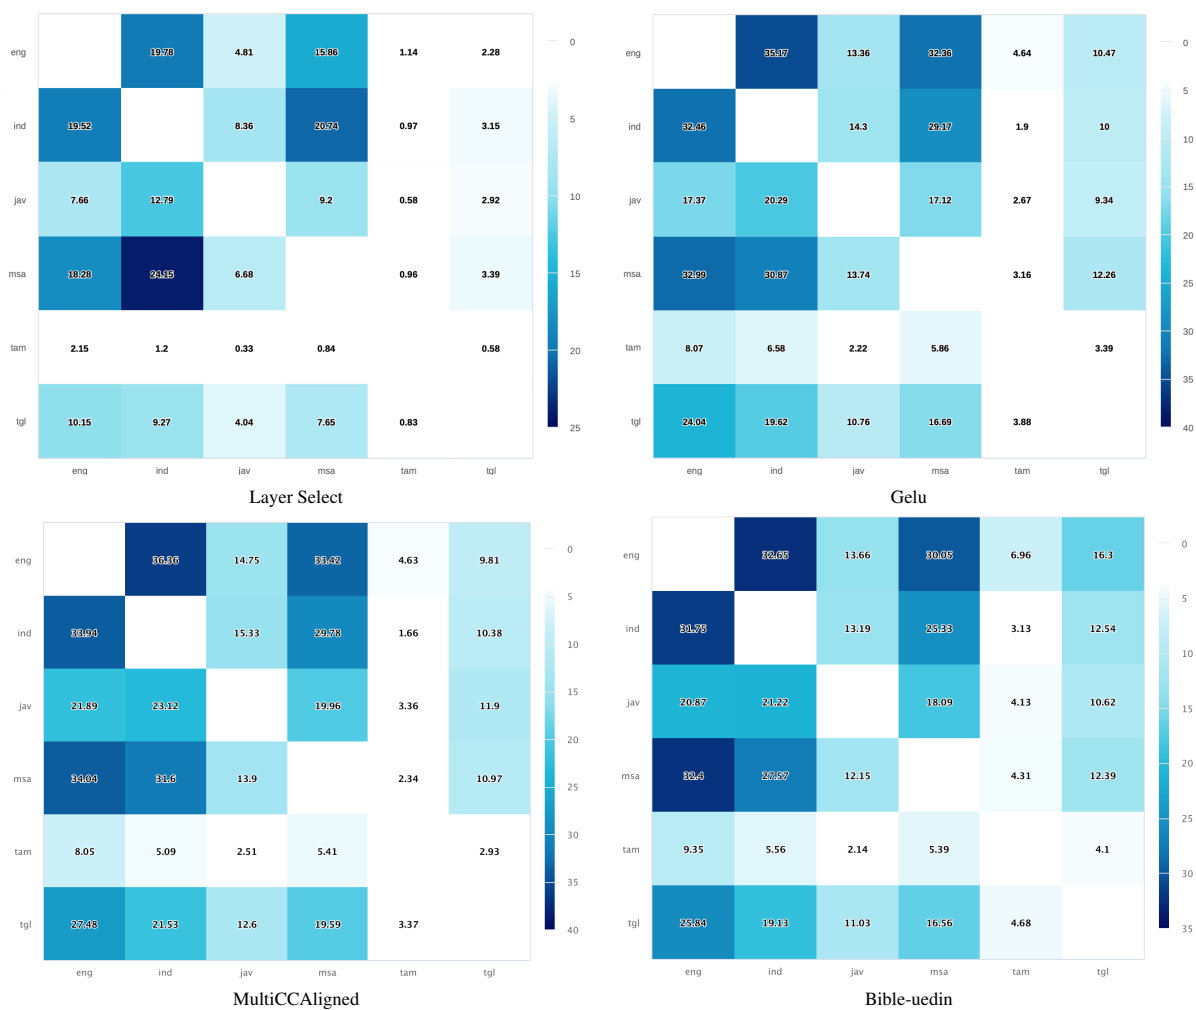 eng 19.78 4.81 15.86 1.14 2.28
ind 19.52 8.36 20.74 0.97 3.15
jav 7.66 12.79 9.2 0.58 2.92
msa 18.28 24.15 6.68 0.96 3.39
tam 2.15 1.2 0.33 0.84 0.58
tgl 10.15 9.27 4.04 7.65 0.83
eng ind jav msa tam tgl
0
5
10
15
20
25
Layer Select
eng 35.17 13.36 32.36 4.64 10.47
ind 32.46 14.3 29.17 1.9 10
jav 17.37 20.29 17.12 2.67 9.34
msa 32.99 30.87 13.74 3.16 12.26
tam 8.07 6.58 2.22 5.86 3.39
tgl 24.04 19.62 10.76 16.69 3.88
eng ind jav msa tam tgl
0
5
10
15
20
25
30
35
40
Gelu
eng 36.36 14.75 33.42 4.63 9.81
ind 33.94 15.33 29.78 1.66 10.38
jav 21.89 23.12 19.96 3.36 11.9
msa 34.04 31.6 13.9 2.34 10.97
tam 8.05 5.09 2.51 5.41 2.93
tgl 27.48 21.53 12.6 19.59 3.37
eng ind jav msa tam tgl
0
5
10
15
20
25
30
35
40
MultiCCAligned
eng 32.65 13.66 30.05 6.96 16.3
ind 31.75 13.19 25.33 3.13 12.54
jav 20.87 21.22 18.09 4.13 10.62
msa 32.4 27.57 12.15 4.31 12.39
tam 9.35 5.56 2.14 5.39 4.1
tgl 25.84 19.13 11.03 16.56 4.68
eng ind jav msa tam tgl
0
5
10
15
20
25
30
35
Bible-uedin